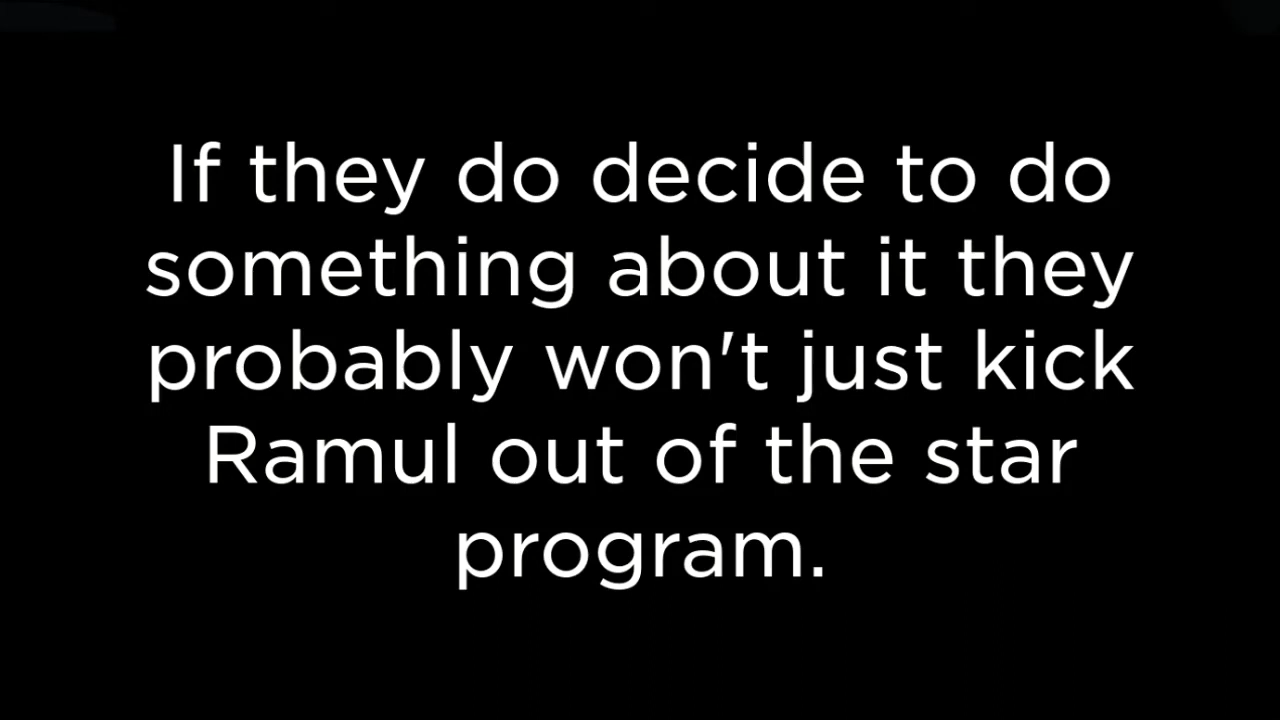 If they do decide to do
something about it they
probably won't just kick
Ramul out of the star
program.